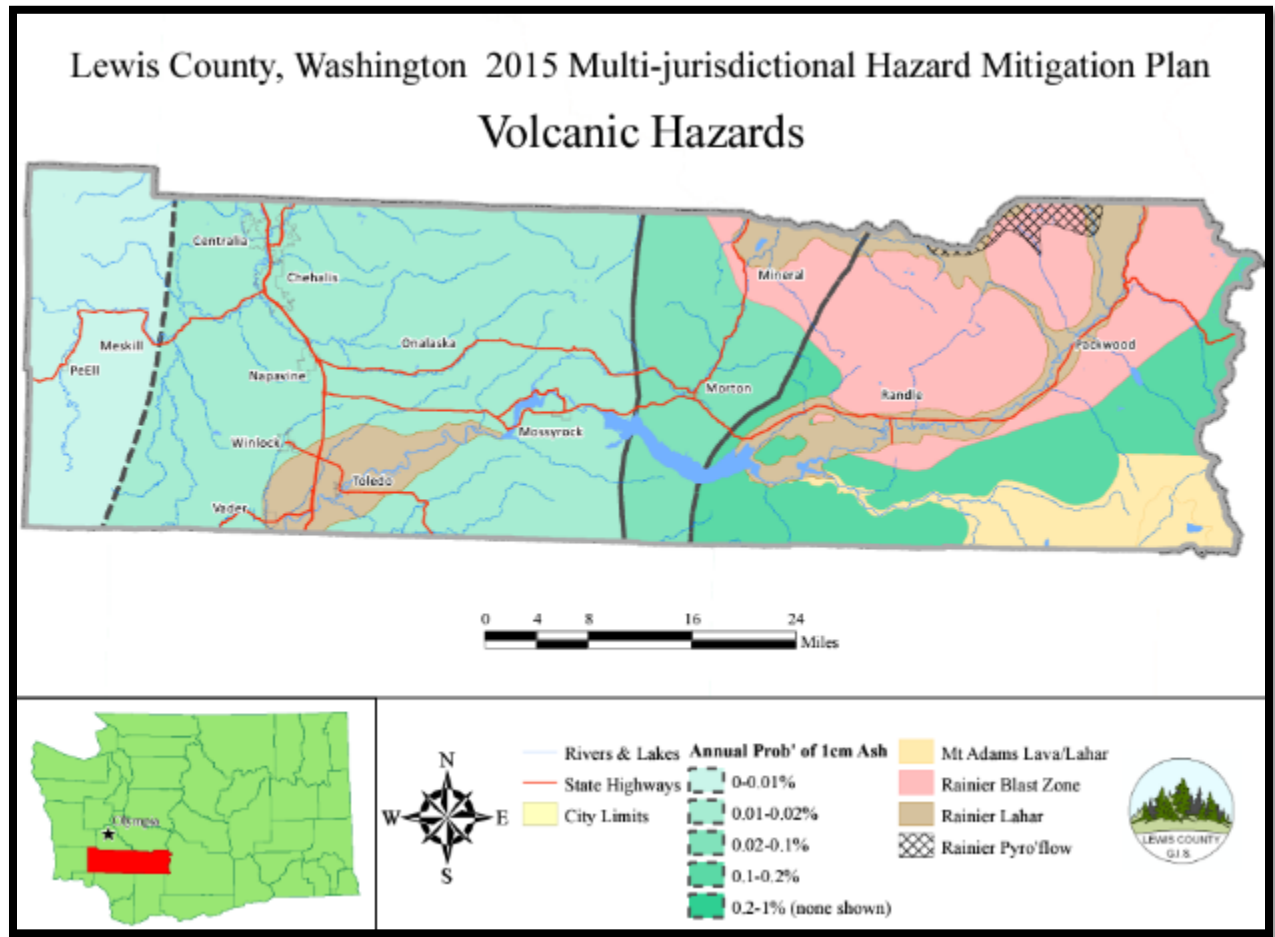 Lewis County, Washington 2015 Multi-jurisdictional Hazard Mitigation Plan
Volcanic Hazards
Centralia
Chehalis
Mineral
Meskill
Onalaska
Packwood
PeEll
Napavine
Morton
Randle
Winlock
Mossyrock
Toledo
Vader
0 4 8 16 24
Miles
Olympia
N
W E
S
Rivers & Lakes
State Highways
City Limits
Annual Prob' of 1cm Ash
0-0.01%
0.01-0.02%
0.02-0.1%
0.1-0.2%
0.2-1% (none shown)
Mt Adams Lava/Lahar
Rainier Blast Zone
Rainier Lahar
Rainier Pyro'flow
LEWIS COUNTY
G.I.S.